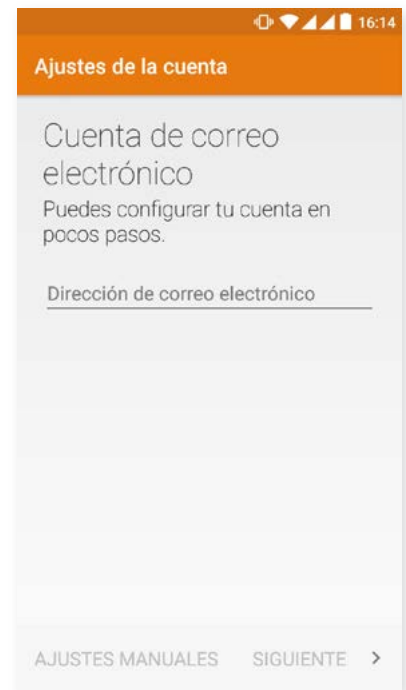 16:14
Ajustes de la cuenta
Cuenta de correo
electrónico
Puedes configurar tu cuenta en
pocos pasos.
Dirección de correo electrónico
AJUSTES MANUALES SIGUIENTE >